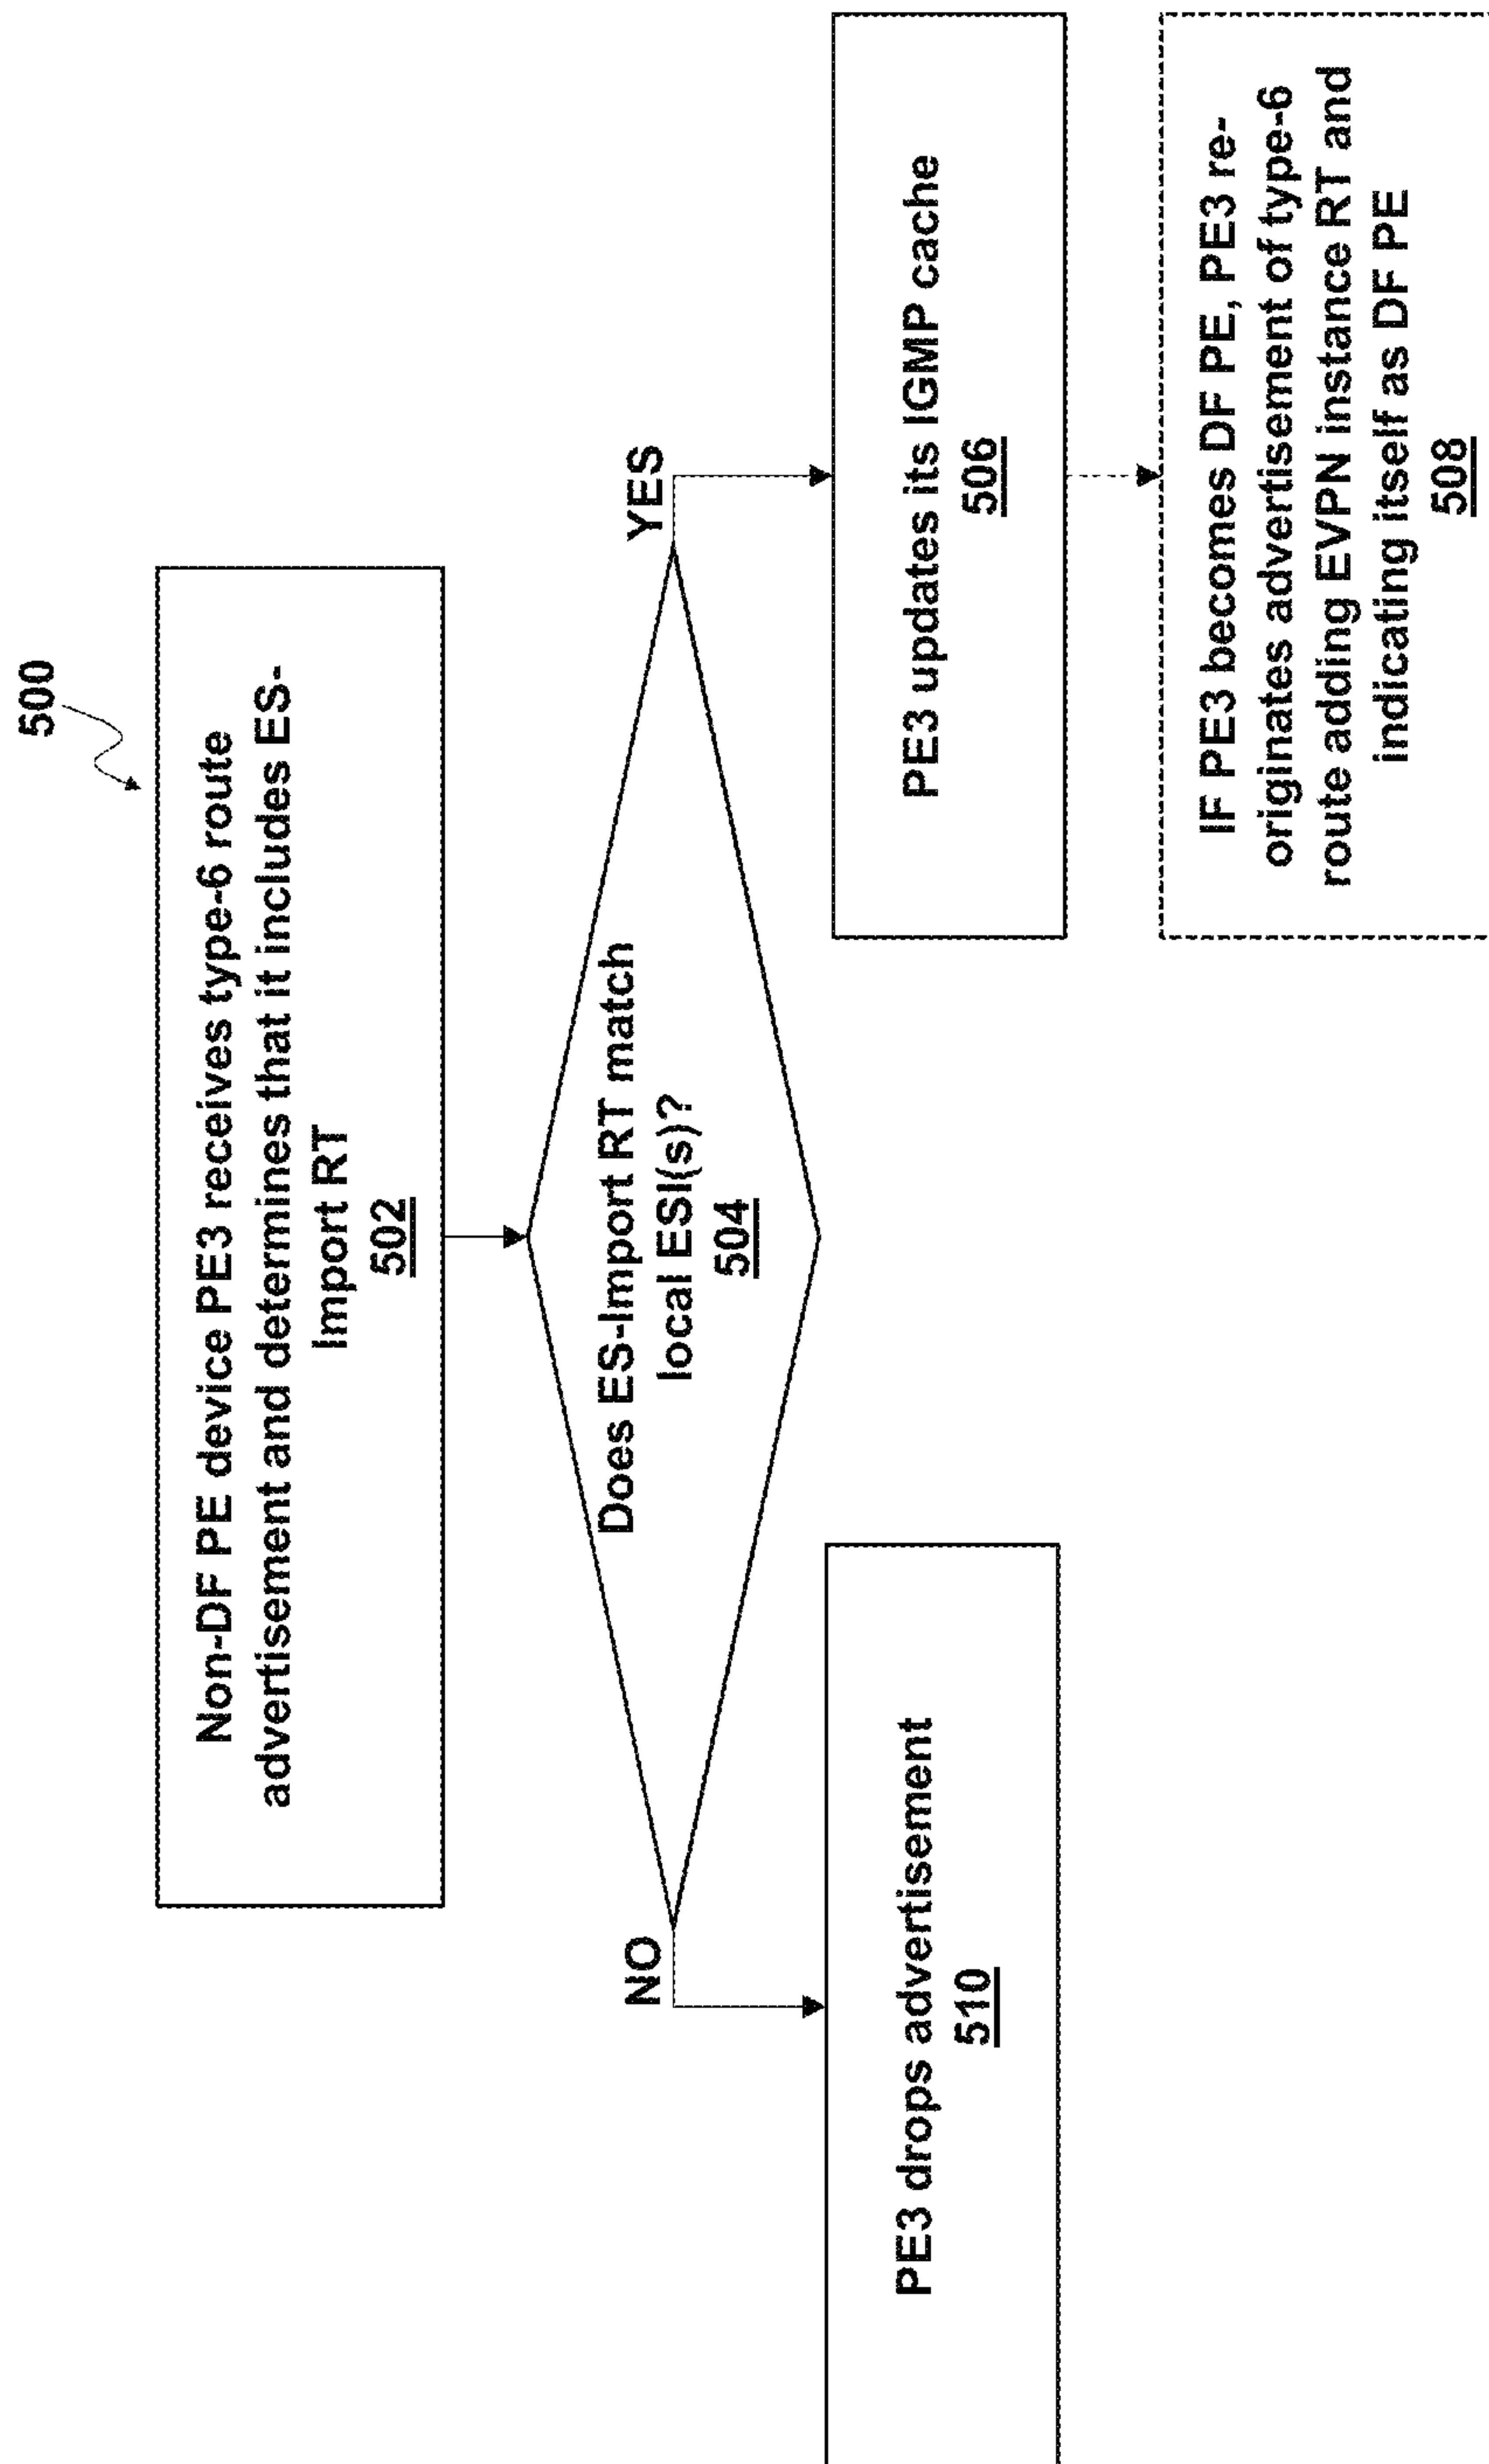 500
Non-DF PE device PE3 receives type-6 route
advertisement and determines that it includes ES-
Import RT
502
Does ES-Import RT match
local ESI(s)?
504
NO
YES
PE3 drops advertisement
510
PE3 updates its IGMP cache
506
IF PE3 becomes DF PE, PE3 re-
originates advertisement of type-6
route adding EVPN instance RT and
indicating itself as DF PE
508